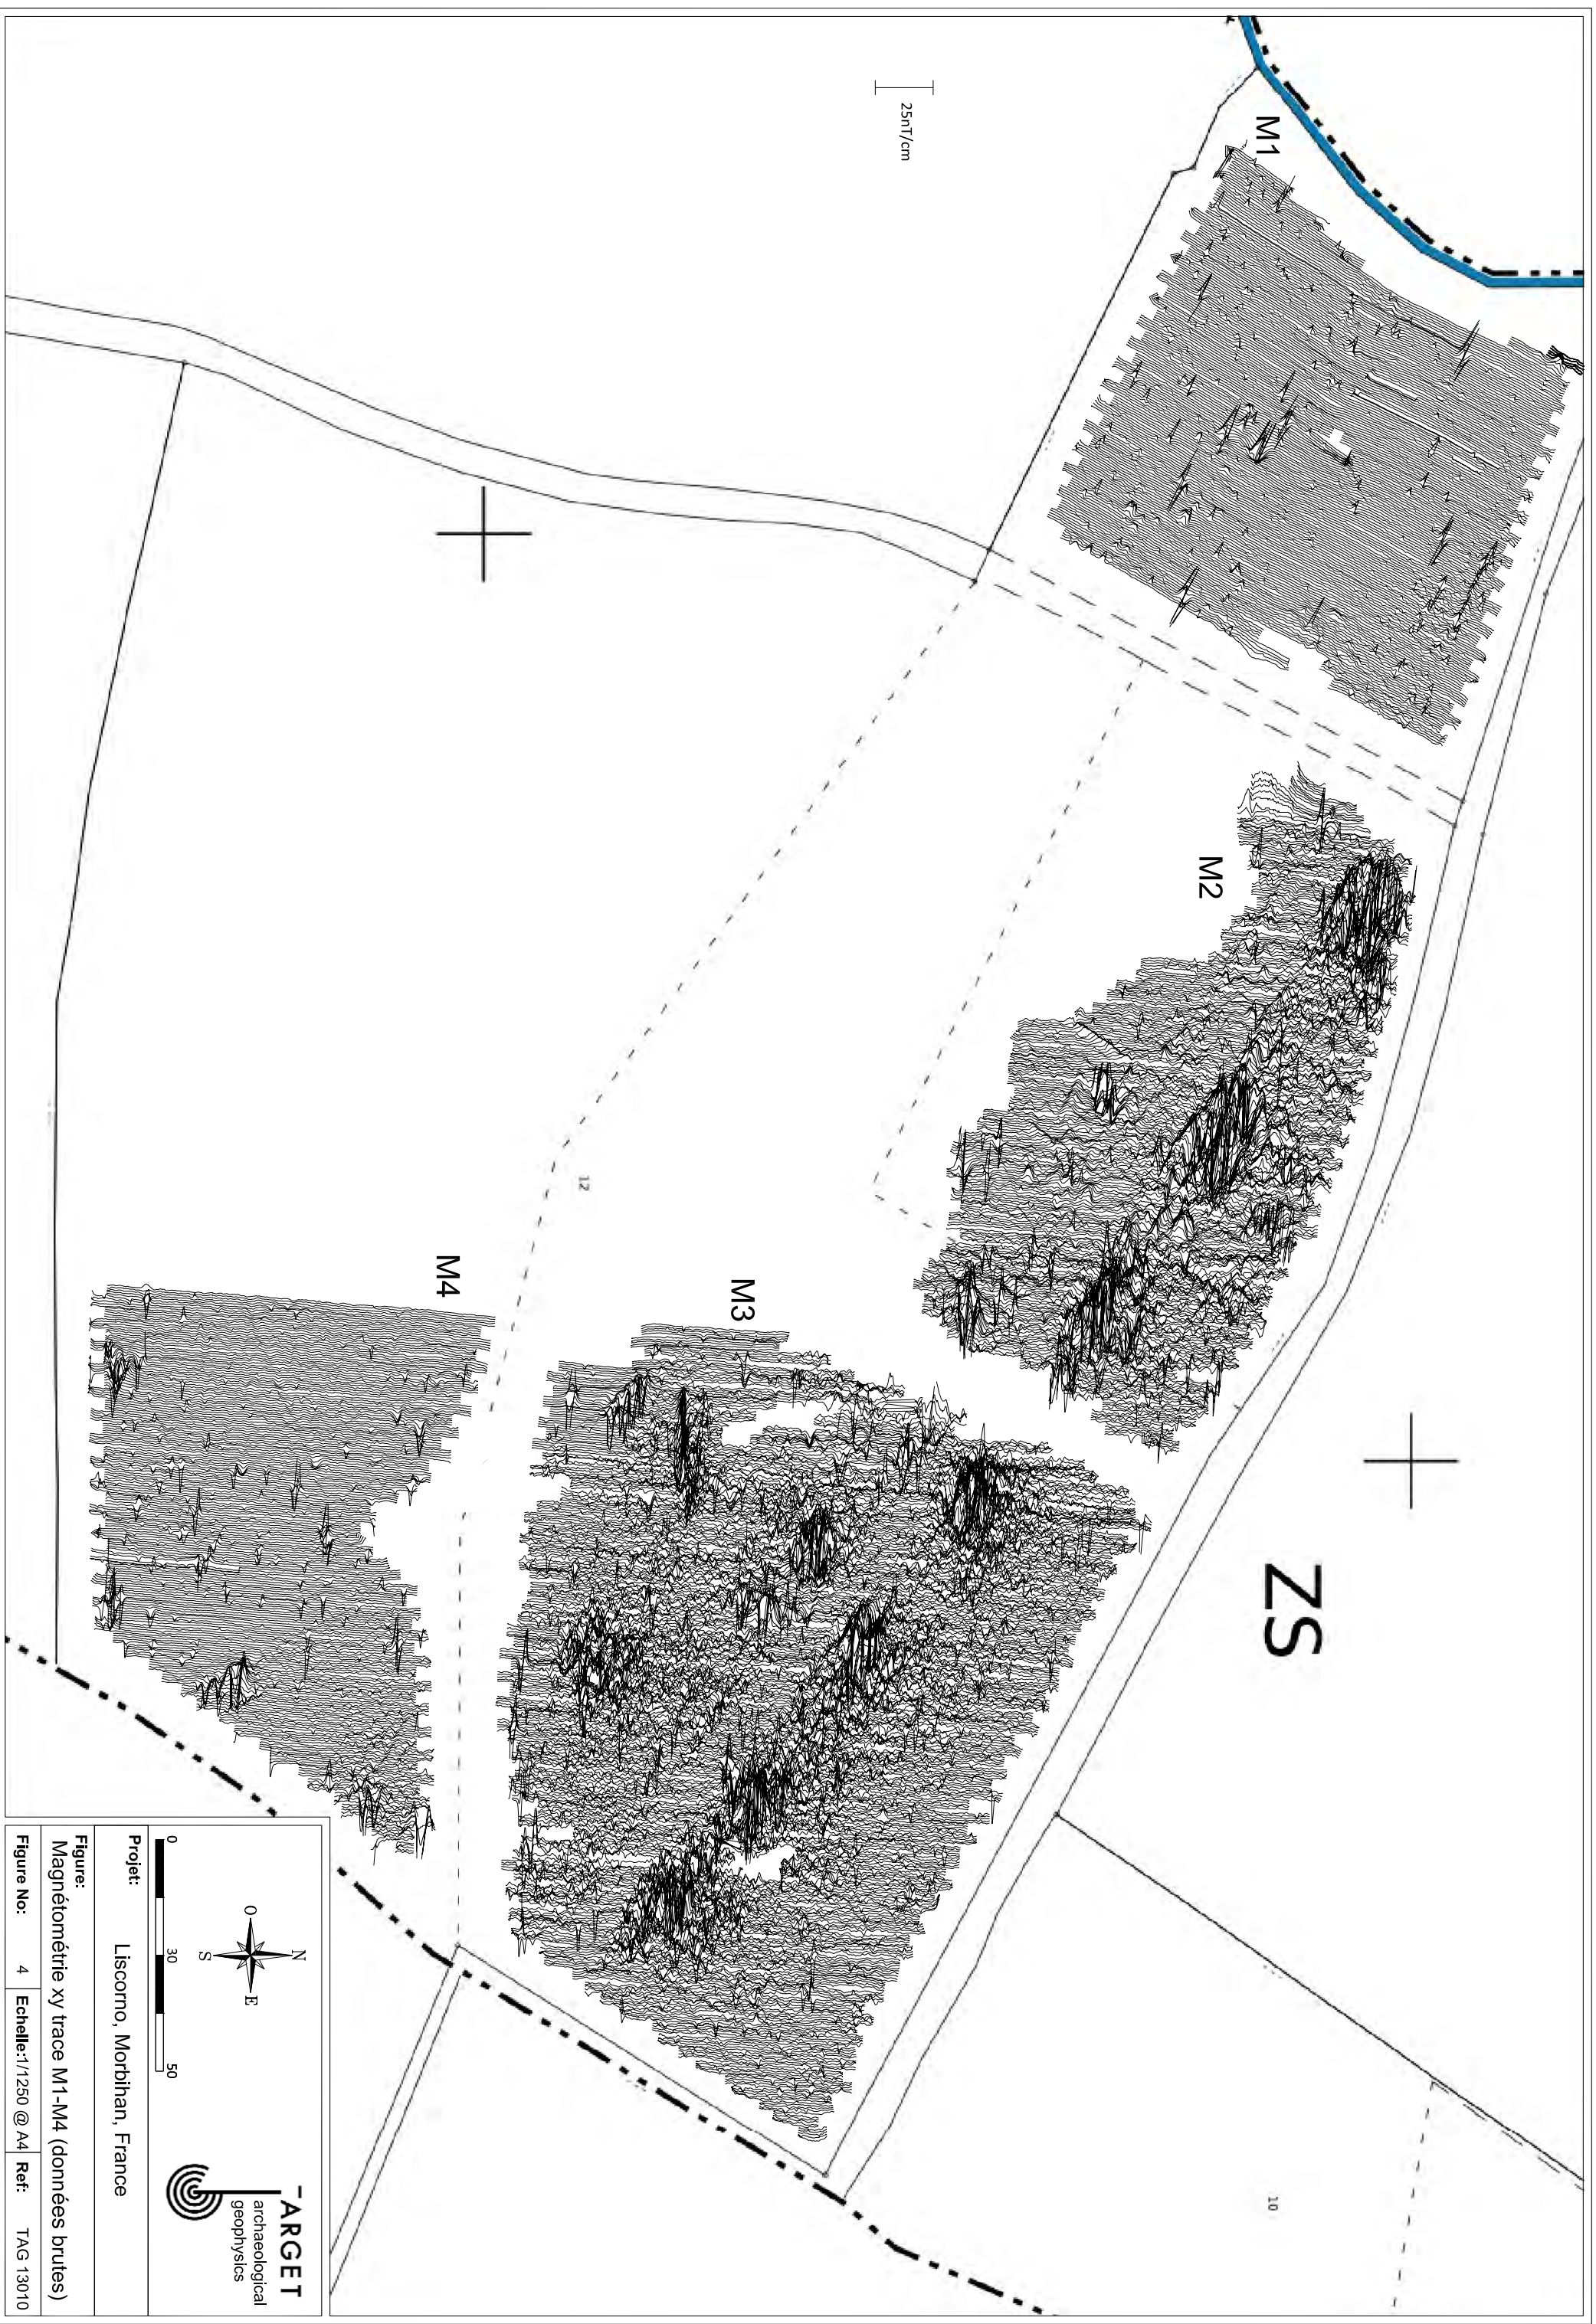 M1
25nT/cm
M2
M3
M4
12
ZS
10
O
N
S
E
0
30
50
ARGET
archaeological
geophysics
Projet:
Liscorno, Morbihan, France
Figure:
Magnétométrie xy trace M1-M4 (données brutes)
Figure No: 4
Echelle:1/1250 @ A4
Ref: TAG 13010